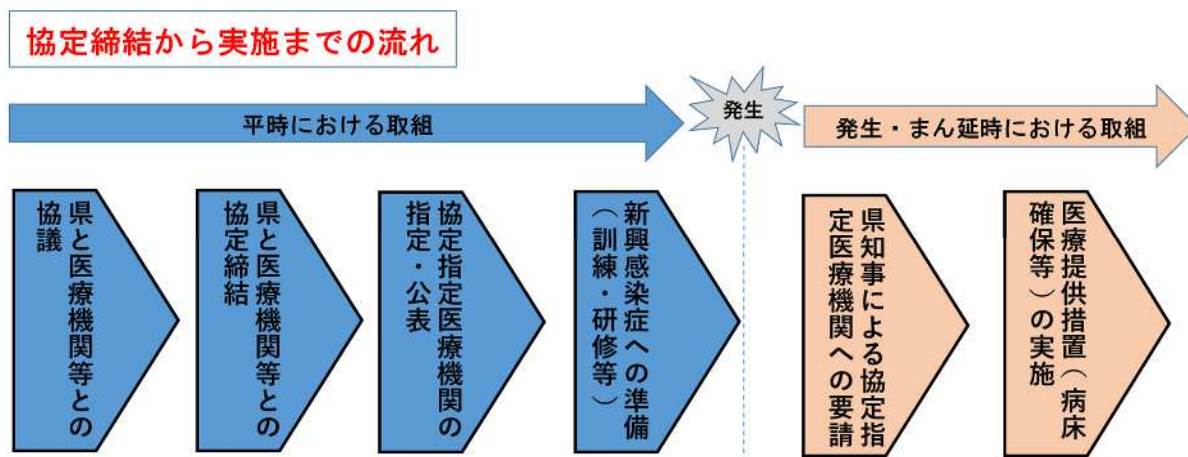 協定締結から実施までの流れ
平時における取組
発生
発生・まん延時における取組
県と医療機関等との
協議
県と医療機関等との
協定締結
協定指定医療機関の
指定・公表
新興感染症への準備
（訓練・研修等）
県知事による協定指
定医療機関への要請
医療提供措置（病床
確保等）の実施